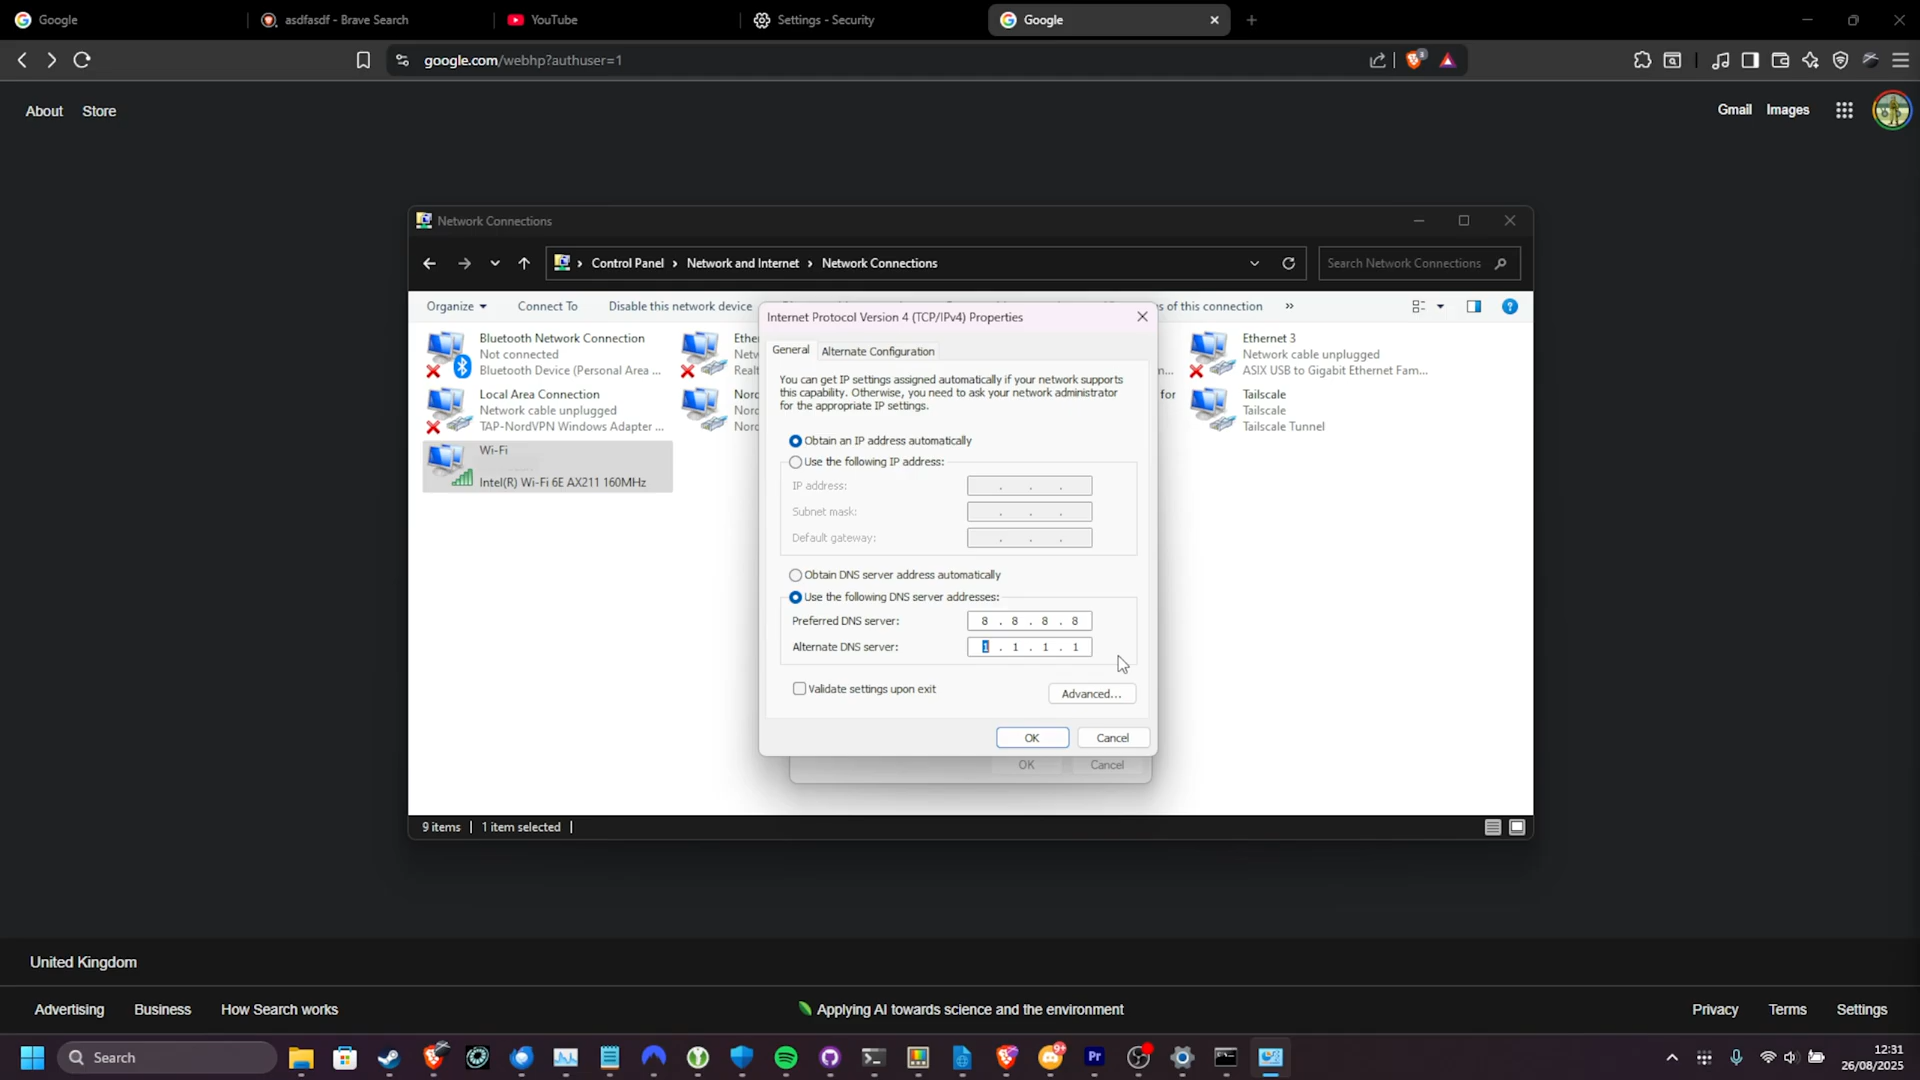 Google
asdfasdf - Brave Search
YouTube
Settings - Security
Google
google.com/webhp?authuser=1
About
Store
Gmail
Images
Network Connections
Control Panel
Network and Internet
Network Connections
Search Network Connections
Organize
Connect To
Disable this network device
s of this connection
»
Bluetooth Network Connection
Not connected
Bluetooth Device (Personal Area ...
Ethe
Netw
Realt
Ethernet 3
Network cable unplugged
ASIX USB to Gigabit Ethernet Fam...
Local Area Connection
Network cable unplugged
TAP-NordVPN Windows Adapter ...
Nord
Nord
for
Tailscale
Tailscale
Tailscale Tunnel
Wi-Fi
Intel(R) Wi-Fi 6E AX211 160MHz
Internet Protocol Version 4 (TCP/IPv4) Properties
General
Alternate Configuration
You can get IP settings assigned automatically if your network supports
this capability. Otherwise, you need to ask your network administrator
for the appropriate IP settings.
Obtain an IP address automatically
Use the following IP address:
IP address:
Subnet mask:
Default gateway:
Obtain DNS server address automatically
Use the following DNS server addresses:
Preferred DNS server:
8 . 8 . 8 . 8
Alternate DNS server:
1 . 1 . 1 . 1
Validate settings upon exit
Advanced...
OK
Cancel
OK
Cancel
9 items
1 item selected
United Kingdom
Advertising
Business
How Search works
Applying AI towards science and the environment
Privacy
Terms
Settings
Search
12:31
26/08/2025